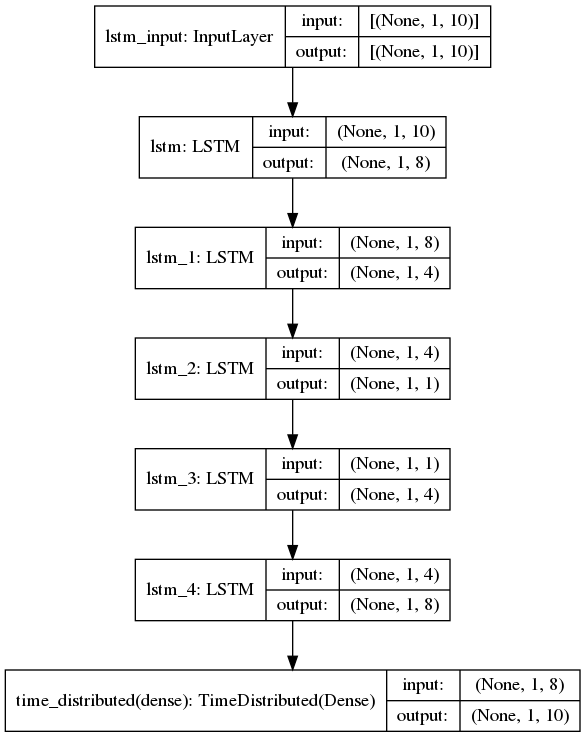 lstm_input: InputLayer
input: [(None, 1, 10)]
output: [(None, 1, 10)]
lstm: LSTM
input: (None, 1, 10)
output: (None, 1, 8)
lstm_1: LSTM
input: (None, 1, 8)
output: (None, 1, 4)
lstm_2: LSTM
input: (None, 1, 4)
output: (None, 1, 1)
lstm_3: LSTM
input: (None, 1, 1)
output: (None, 1, 4)
lstm_4: LSTM
input: (None, 1, 4)
output: (None, 1, 8)
time_distributed(dense): TimeDistributed(Dense)
input: (None, 1, 8)
output: (None, 1, 10)